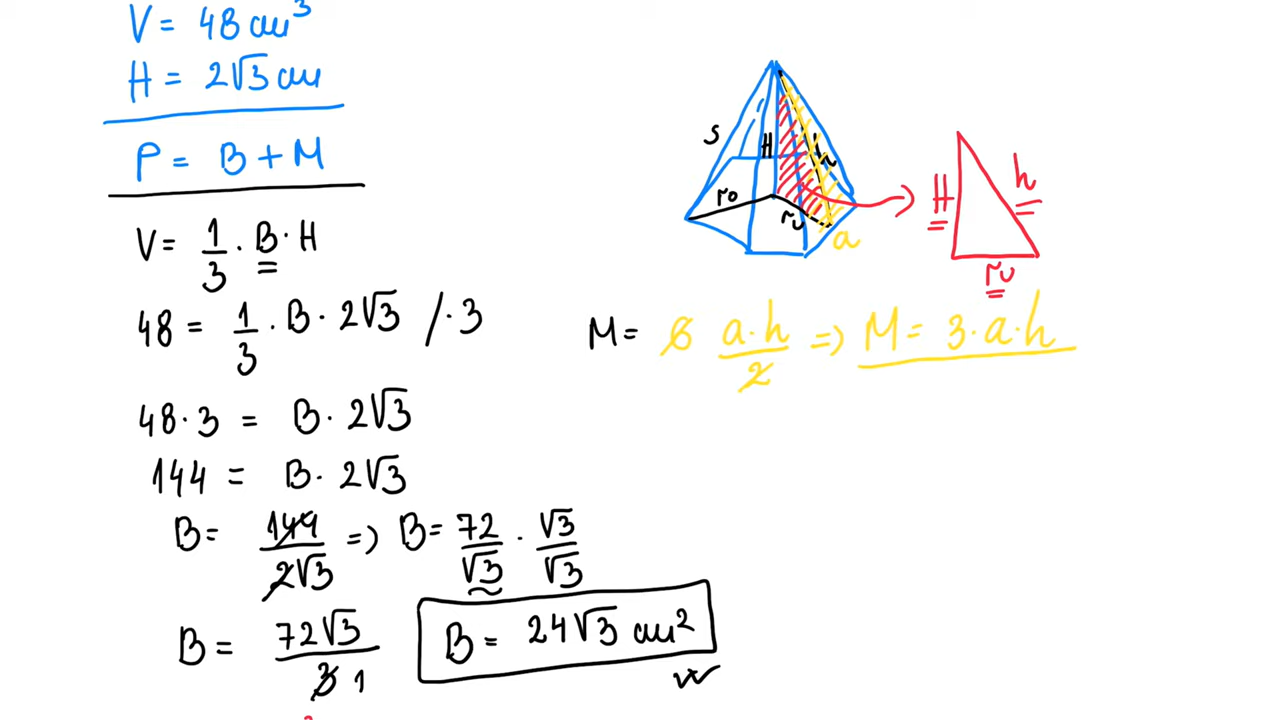 V = 48 cm³
H = 2√3 cm
P = B + M
V = 1/3 · B · H
48 = 1/3 · B · 2√3 / · 3
48 · 3 = B · 2√3
144 = B · 2√3
B = 144/2√3 => B = 72/√3 · √3/√3
B = 72√3/3 1
B = 24√3 cm²
s
H
h
ro
ru
a
H
h
ru
M = 6 a·h/2 => M = 3·a·h